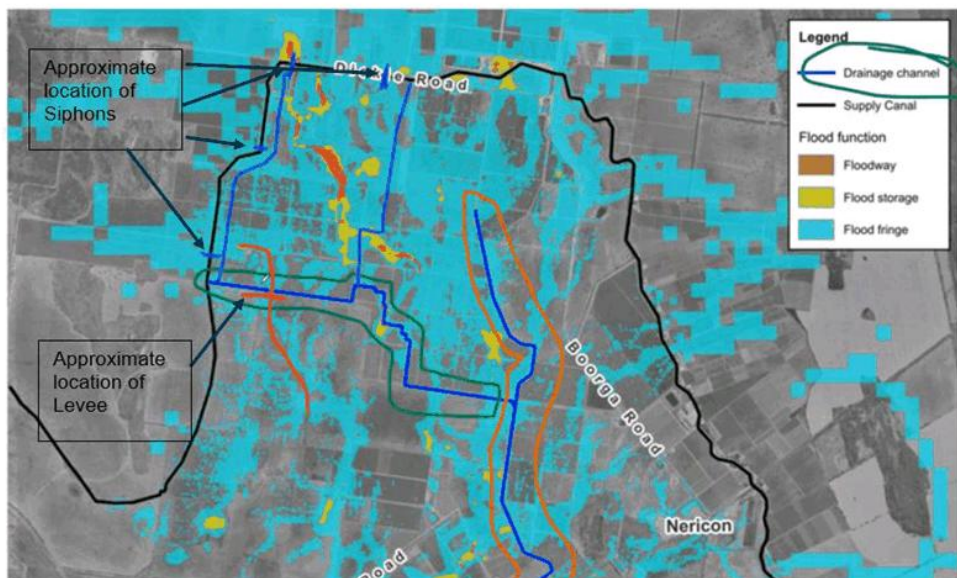 Approximate
location of
Siphons
Dickie Road
Legend
Drainage channel
Supply Canal
Flood function
Floodway
Flood storage
Flood fringe
Approximate
location of
Levee
Boorga Road
Nericon
Road